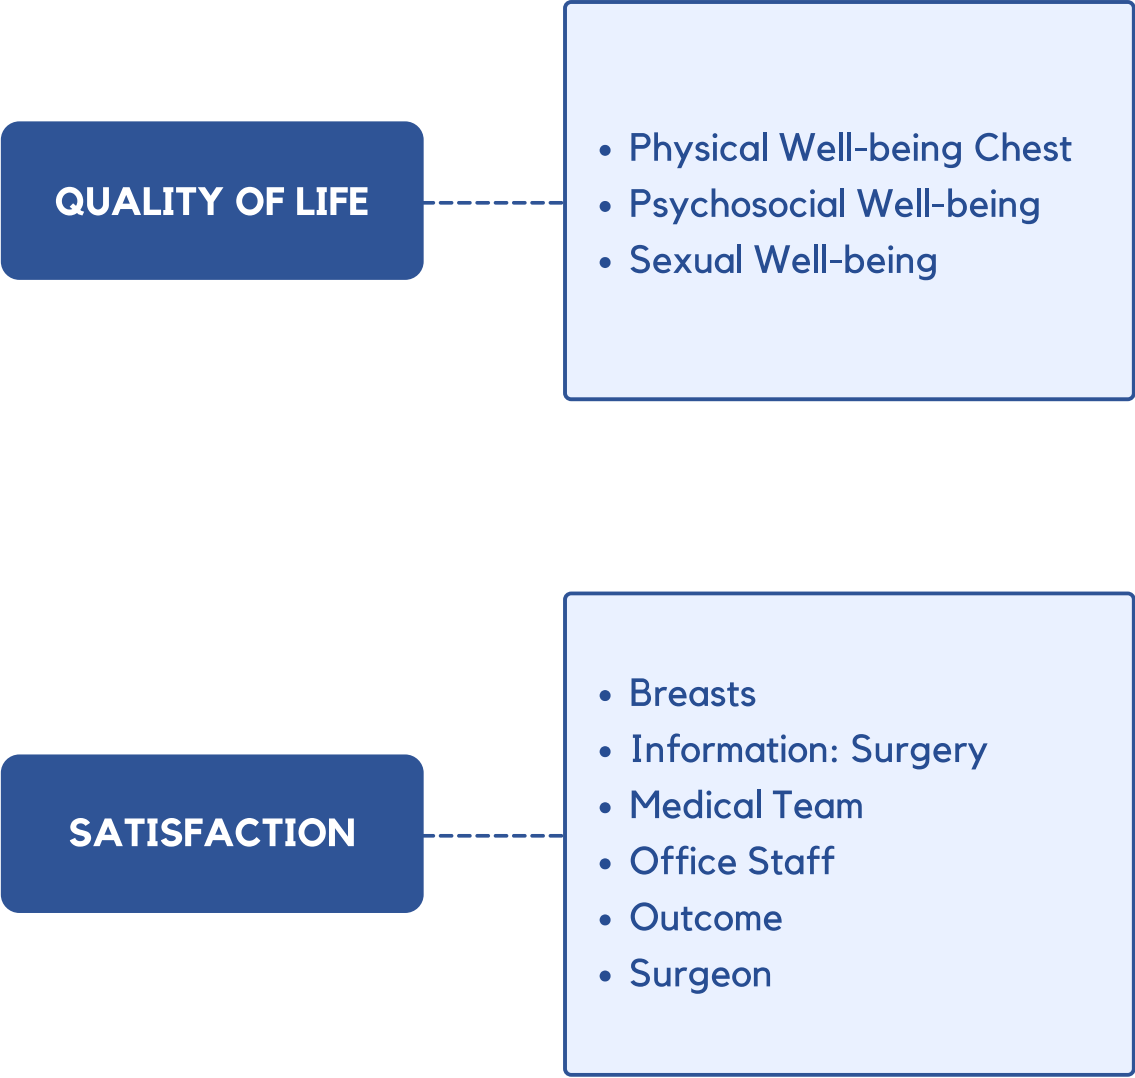 QUALITY OF LIFE
• Physical Well-being Chest
• Psychosocial Well-being
• Sexual Well-being
SATISFACTION
• Breasts
• Information: Surgery
• Medical Team
• Office Staff
• Outcome
• Surgeon